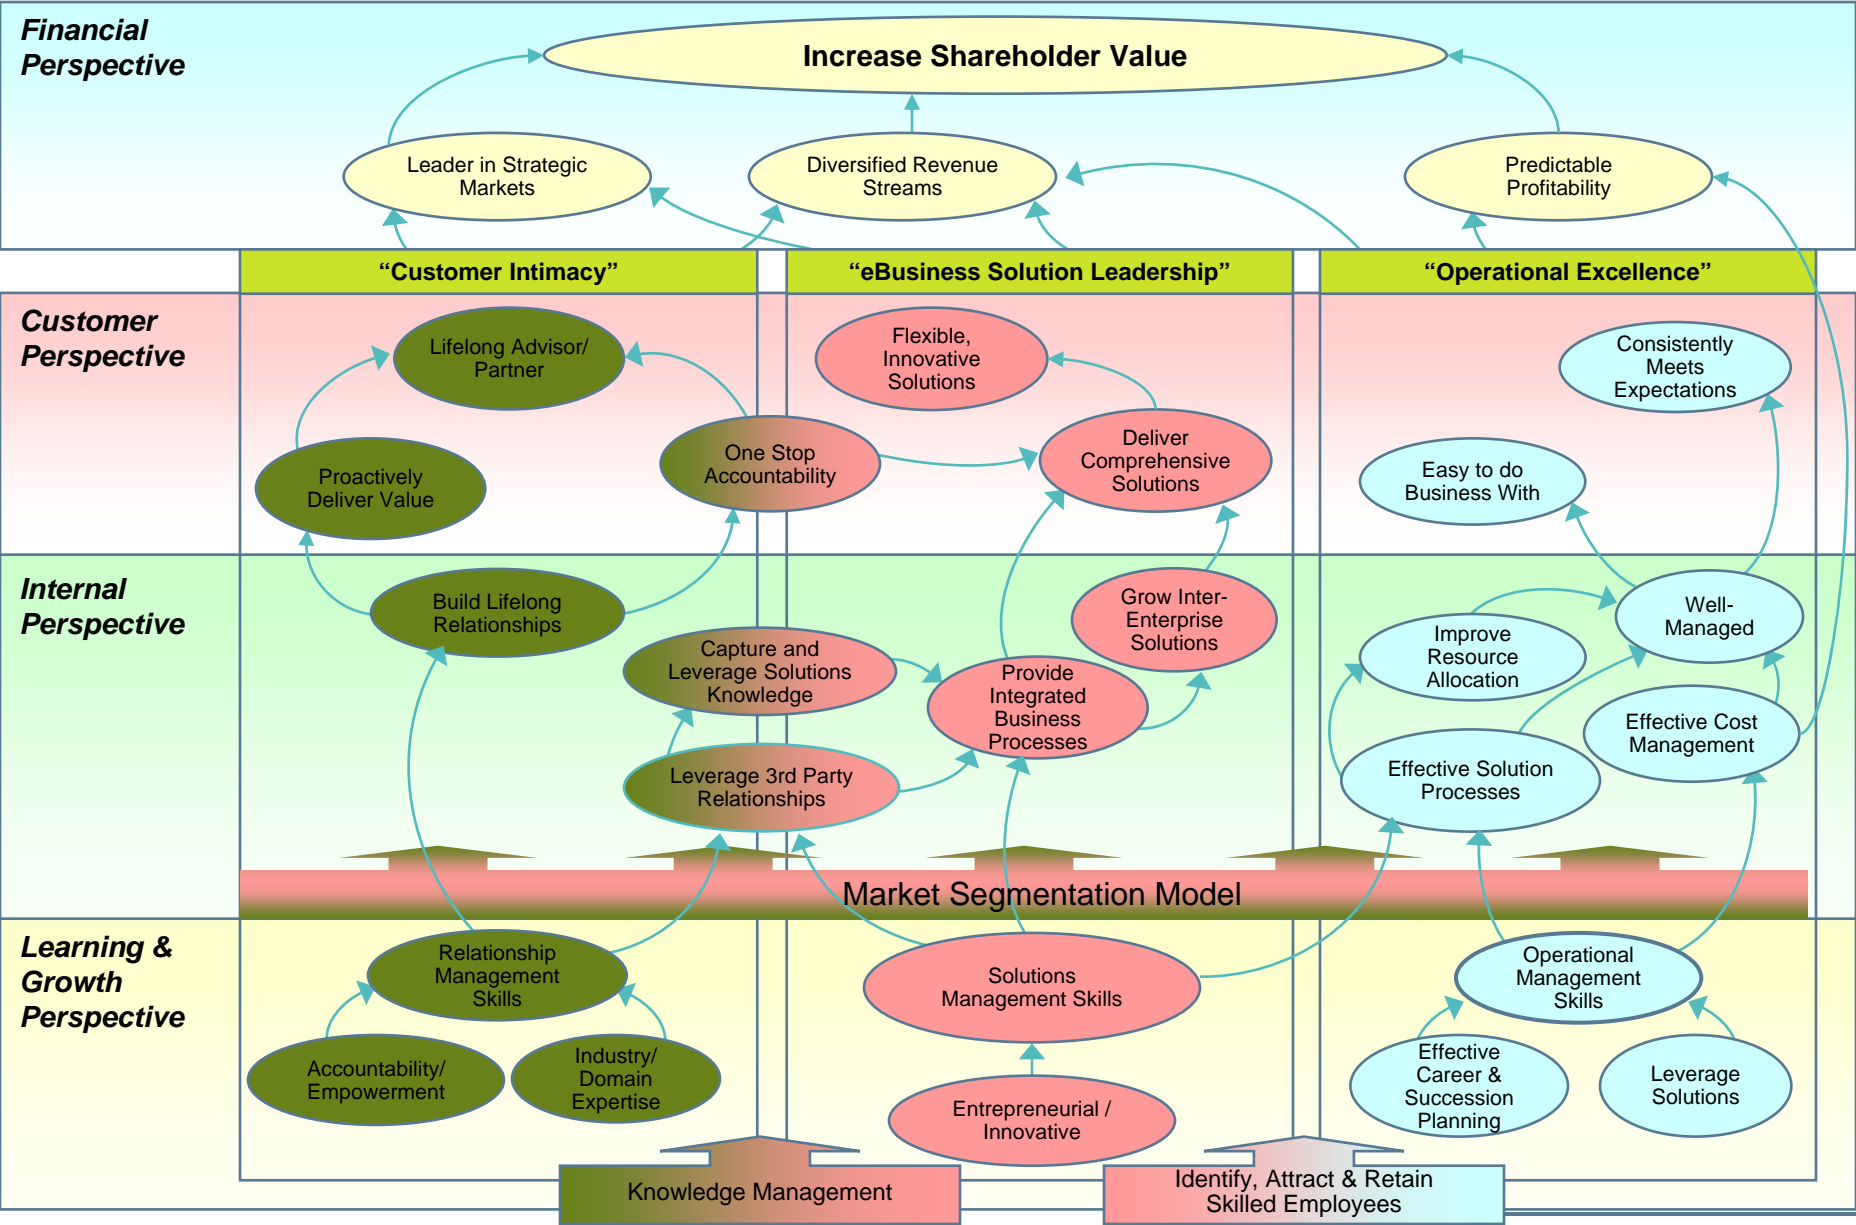 Financial
Perspective
Increase Shareholder Value
Leader in Strategic
Markets
Diversified Revenue
Streams
Predictable
Profitability
“Customer Intimacy”
“eBusiness Solution Leadership”
“Operational Excellence”
Customer
Perspective
Lifelong Advisor/
Partner
Flexible,
Innovative
Solutions
Consistently
Meets
Expectations
Proactively
Deliver Value
One Stop
Accountability
Deliver
Comprehensive
Solutions
Easy to do
Business With
Internal
Perspective
Build Lifelong
Relationships
Capture and
Leverage Solutions
Knowledge
Leverage 3rd Party
Relationships
Provide
Integrated
Business
Processes
Grow Inter-
Enterprise
Solutions
Improve
Resource
Allocation
Well-
Managed
Effective Cost
Management
Effective Solution
Processes
Market Segmentation Model
Learning &
Growth
Perspective
Relationship
Management
Skills
Accountability/
Empowerment
Industry/
Domain
Expertise
Solutions
Management Skills
Entrepreneurial /
Innovative
Operational
Management
Skills
Effective
Career &
Succession
Planning
Leverage
Solutions
Knowledge Management
Identify, Attract & Retain
Skilled Employees